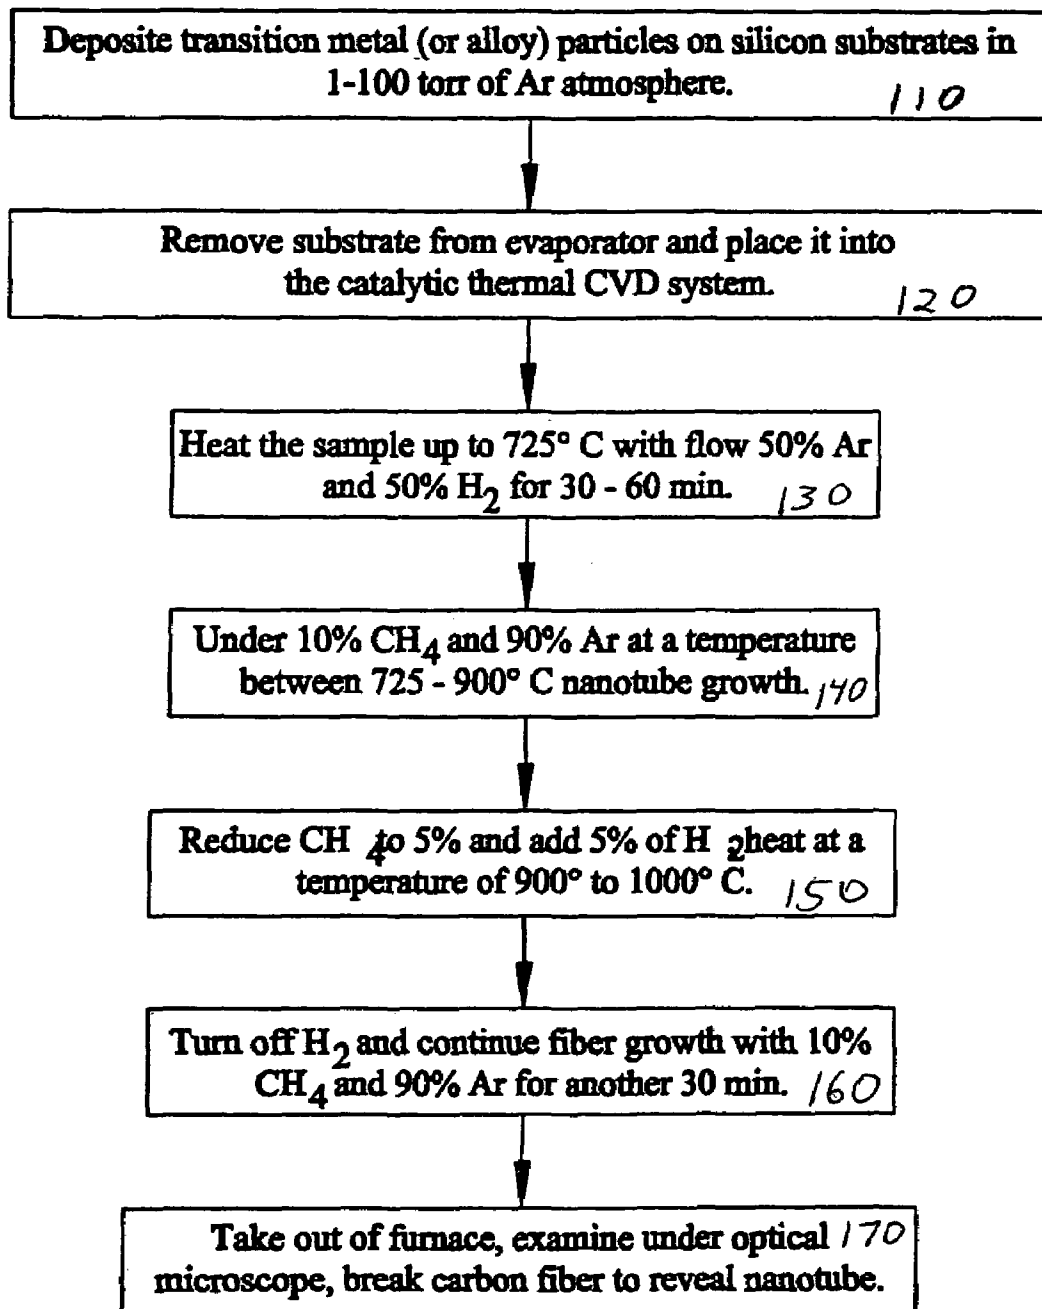 Deposite transition metal (or alloy) particles on silicon substrates in
1-100 torr of Ar atmosphere. 110
Remove substrate from evaporator and place it into
the catalytic thermal CVD system. 120
Heat the sample up to 725° C with flow 50% Ar
and 50% H2 for 30 - 60 min. 130
Under 10% CH4 and 90% Ar at a temperature
between 725 - 900° C nanotube growth. 140
Reduce CH 4to 5% and add 5% of H 2heat at a
temperature of 900° to 1000° C. 150
Turn off H2 and continue fiber growth with 10%
CH4 and 90% Ar for another 30 min. 160
Take out of furnace, examine under optical 170
microscope, break carbon fiber to reveal nanotube.